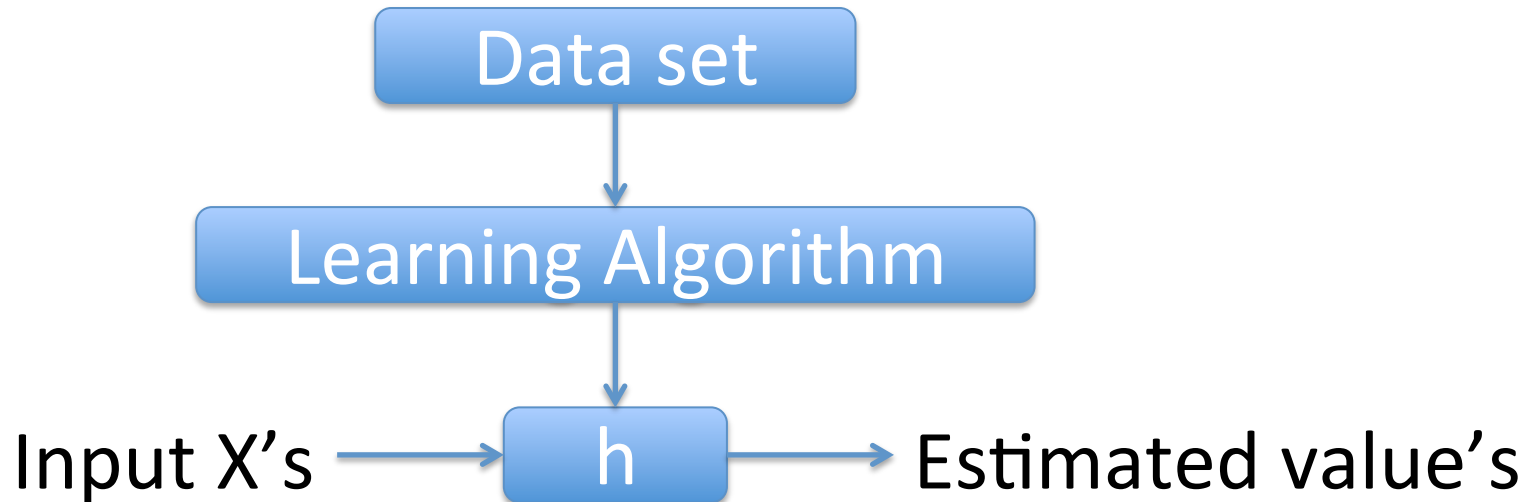 Data set
Learning Algorithm
Input X’s
h
Estimated value’s